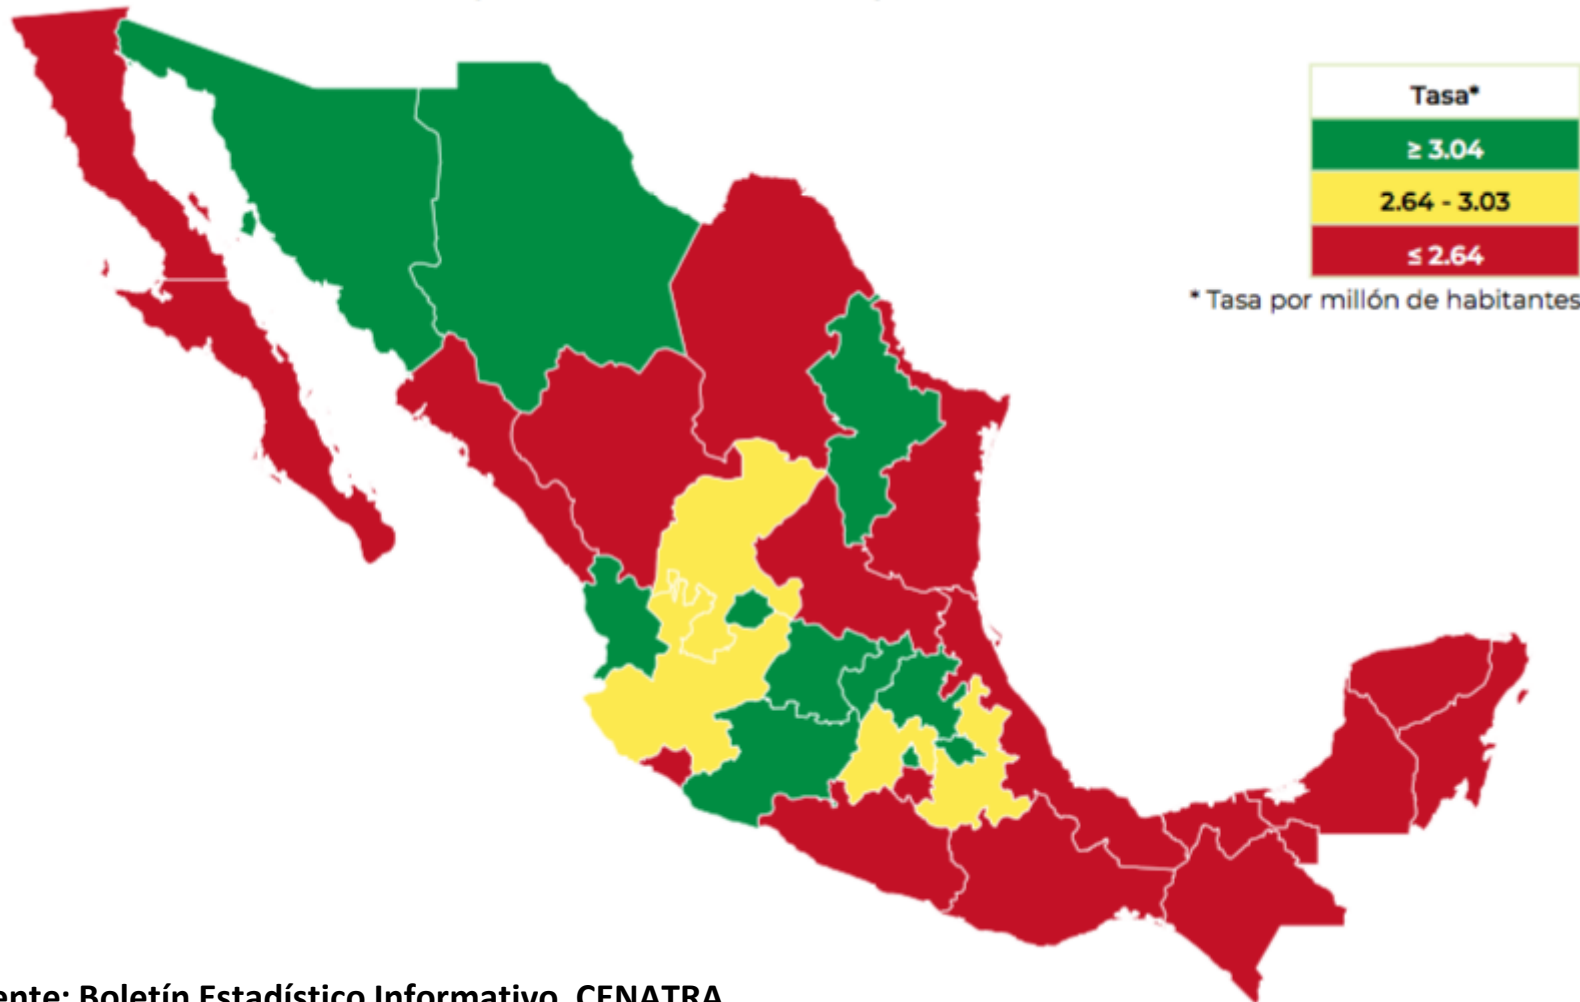 Tasa*
≥ 3.04
2.64 - 3.03
≤ 2.64
* Tasa por millón de habitantes
ente: Boletín Estadístico Informativo, CENATRA